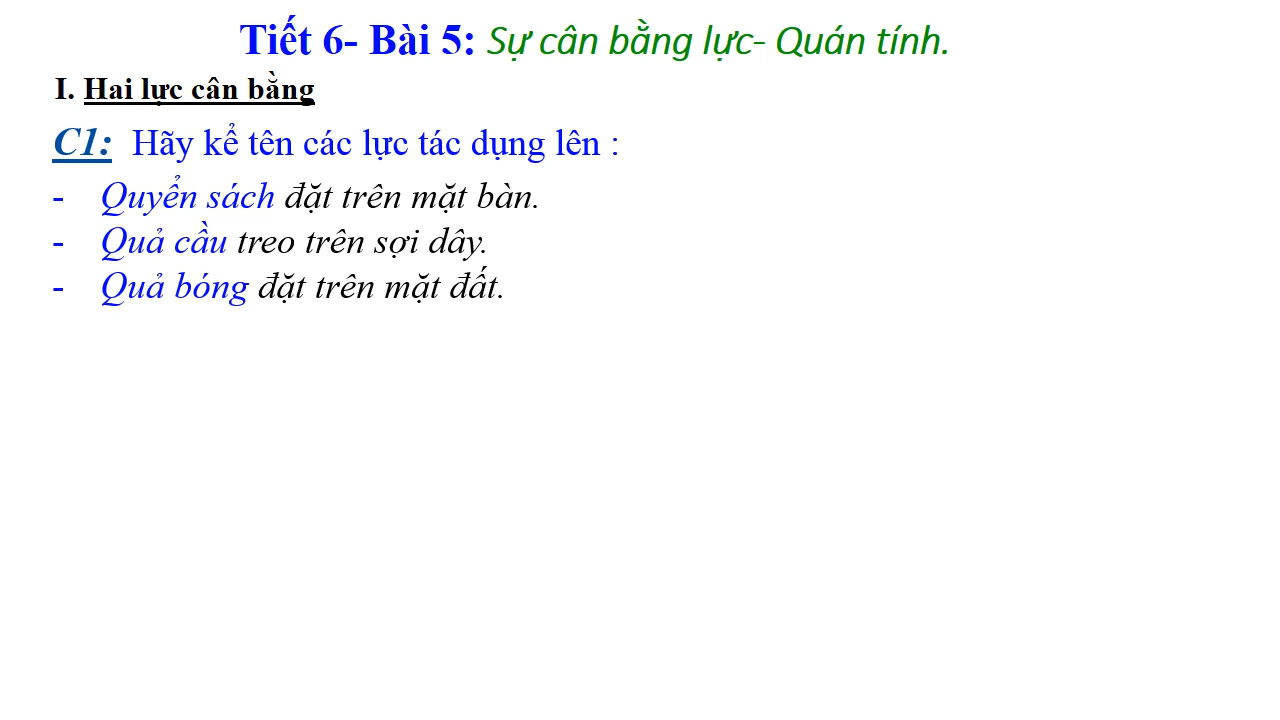 Tiết 6- Bài 5: Sự cân bằng lực- Quán tính.
I. Hai lực cân bằng
C1: Hãy kể tên các lực tác dụng lên :
- Quyển sách đặt trên mặt bàn.
- Quả cầu treo trên sợi dây.
- Quả bóng đặt trên mặt đất.